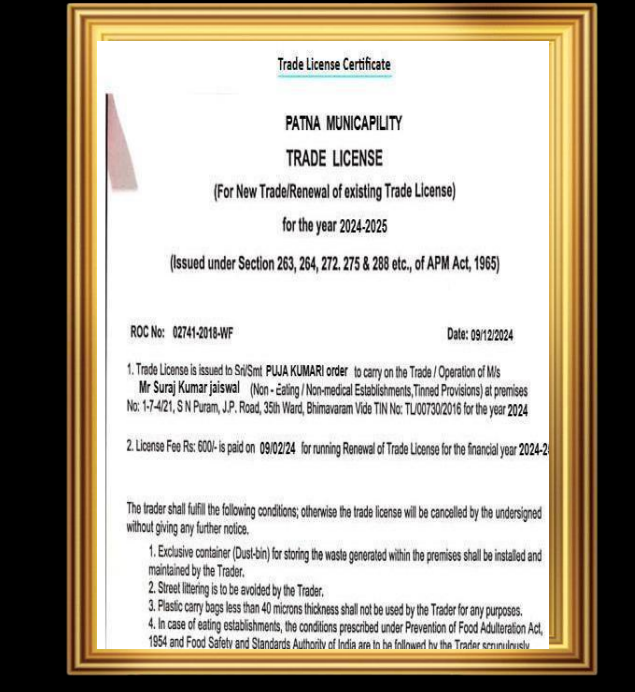 Trade License Certificate
PATNA MUNICAPILITY
TRADE LICENSE
(For New Trade/Renewal of existing Trade License)
for the year 2024-2025
(Issued under Section 263, 264, 272. 275 & 288 etc., of APM Act, 1965)
ROC No: 02741-2018-WF
Date: 09/12/2024
1. Trade License is issued to Sri/Smt PUJA KUMARI order to carry on the Trade / Operation of M/s
Mr Suraj Kumar jaiswal (Non - Eating / Non-medical Establishments,Tinned Provisions) at premises
No: 1-7-4/21, S N Puram, J.P. Road, 35th Ward, Bhimavaram Vide TIN No: TL/00730/2016 for the year 2024
2. License Fee Rs: 600/- is paid on 09/02/24 for running Renewal of Trade License for the financial year 2024-25
The trader shall fulfill the following conditions; otherwise the trade license will be cancelled by the undersigned
without giving any further notice.
1. Exclusive container (Dust-bin) for storing the waste generated within the premises shall be installed and
maintained by the Trader.
2. Street littering is to be avoided by the Trader.
3. Plastic carry bags less than 40 microns thickness shall not be used by the Trader for any purposes.
4. In case of eating establishments, the conditions prescribed under Prevention of Food Adulteration Act,
1954 and Food Safety and Standards Authority of India are to be followed by the Trader scrupulously